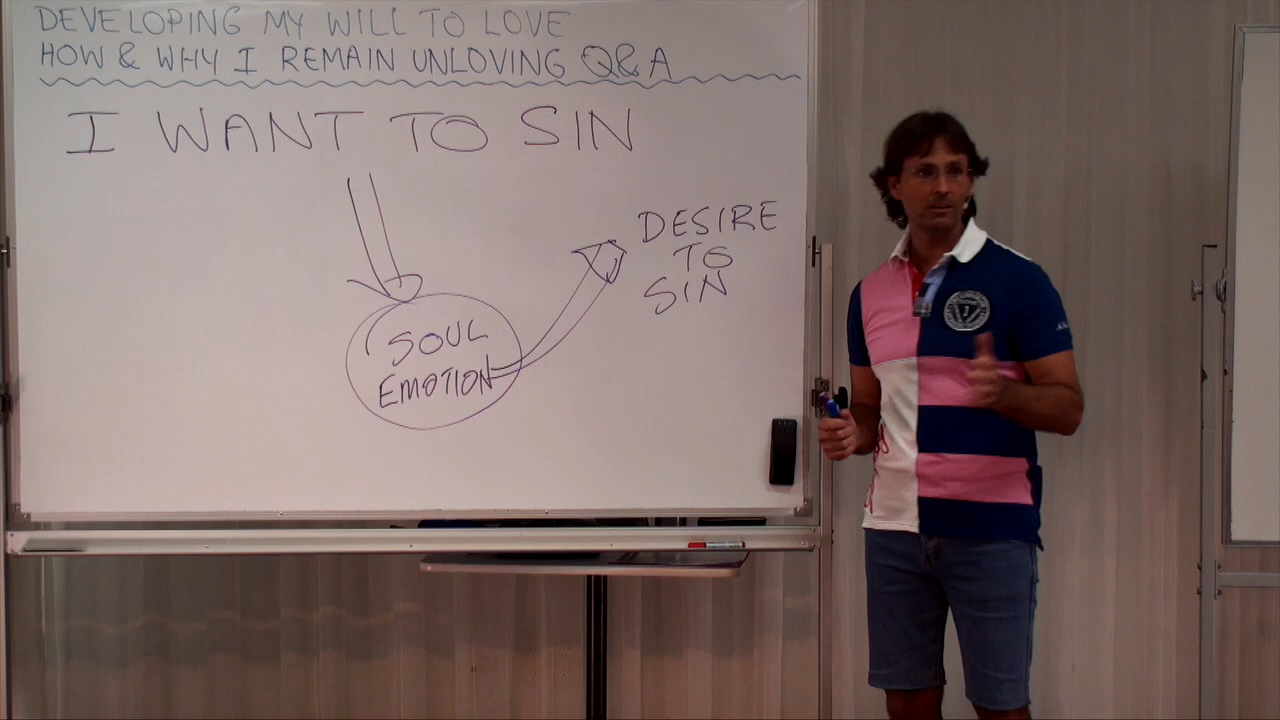 DEVELOPING MY WILL TO LOVE
HOW & WHY I REMAIN UNLOVING Q&A
I WANT TO SIN
DESIRE
TO
SIN
SOUL
EMOTION